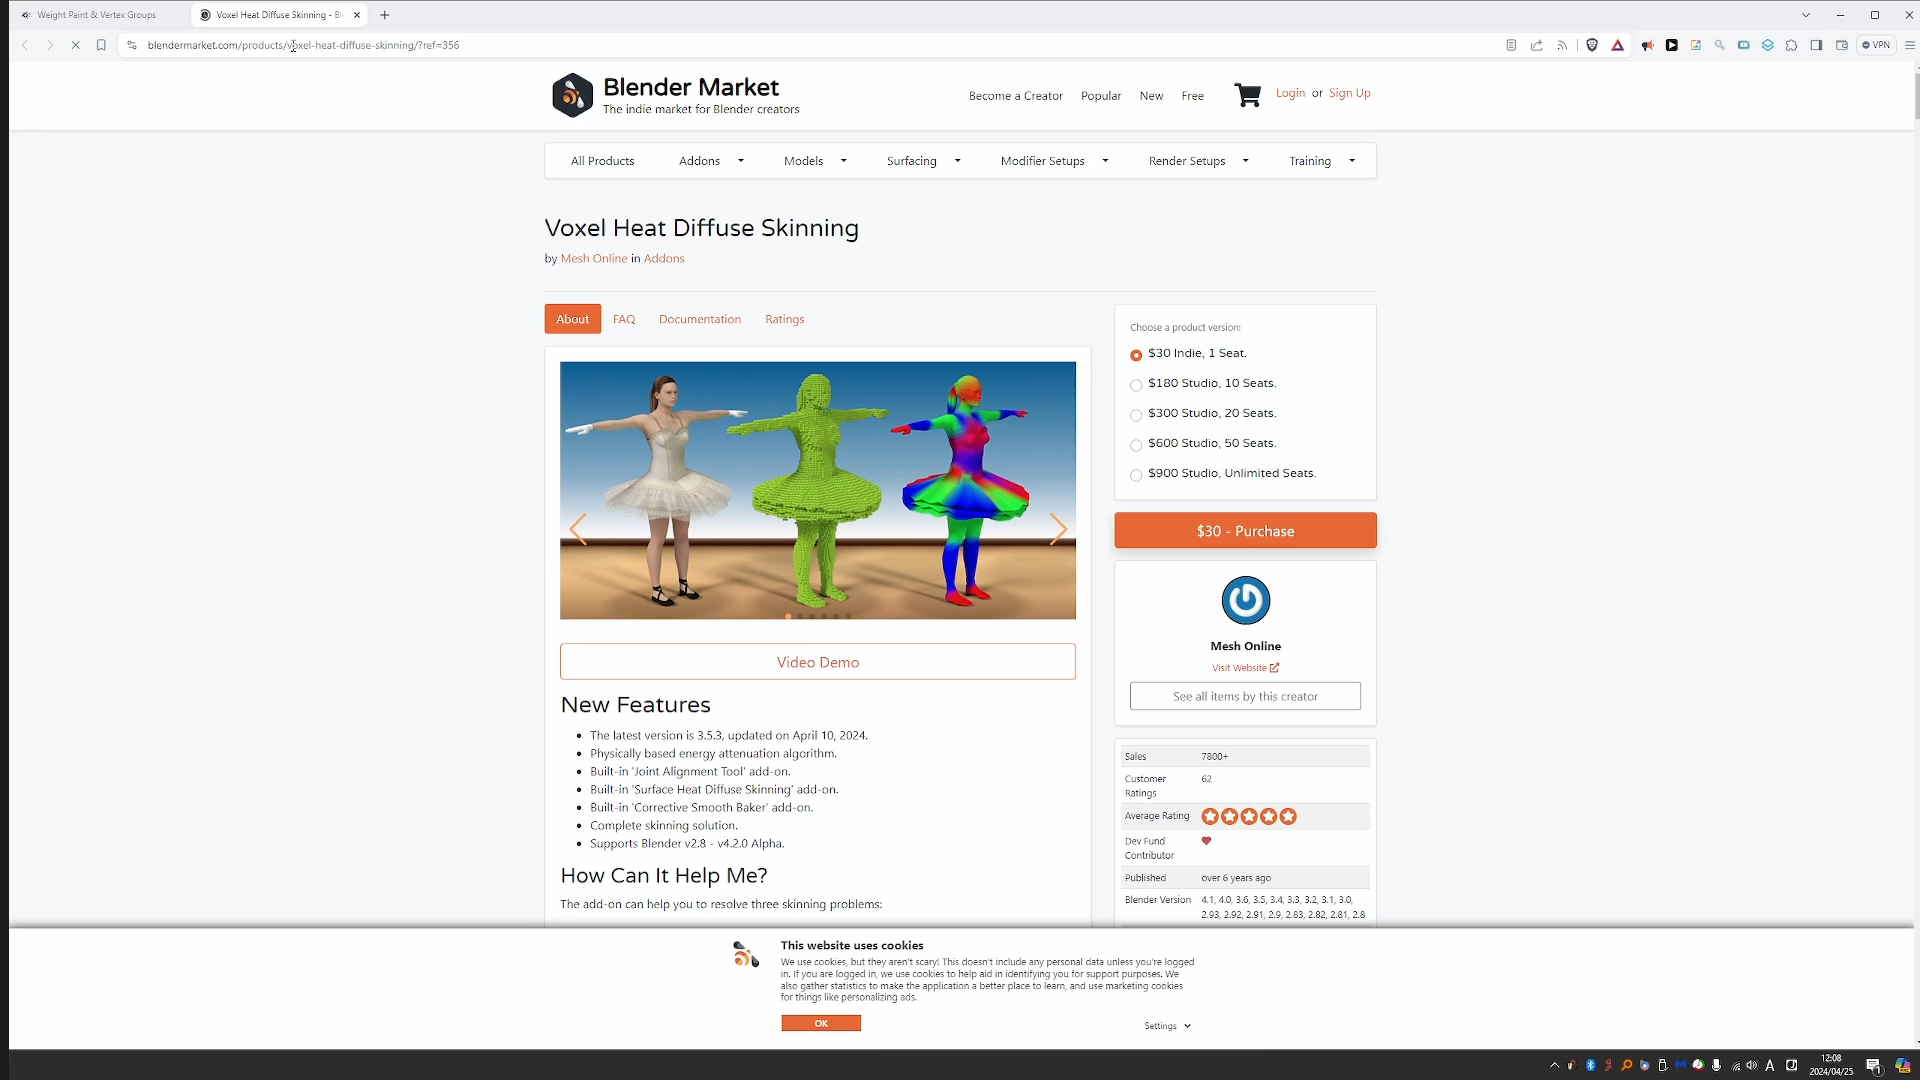 Weight Paint & Vertex Groups
Voxel Heat Diffuse Skinning - Bl
blendermarket.com/products/voxel-heat-diffuse-skinning/?ref=356
VPN
Blender Market
The indie market for Blender creators
Become a Creator
Popular
New
Free
Login or Sign Up
All Products
Addons
Models
Surfacing
Modifier Setups
Render Setups
Training
Voxel Heat Diffuse Skinning
by Mesh Online in Addons
About
FAQ
Documentation
Ratings
Choose a product version:
$30 Indie, 1 Seat.
$180 Studio, 10 Seats.
$300 Studio, 20 Seats.
$600 Studio, 50 Seats.
$900 Studio, Unlimited Seats.
$30 - Purchase
Mesh Online
Visit Website
See all items by this creator
Video Demo
New Features
The latest version is 3.5.3, updated on April 10, 2024.
Physically based energy attenuation algorithm.
Built-in 'Joint Alignment Tool' add-on.
Built-in 'Surface Heat Diffuse Skinning' add-on.
Built-in 'Corrective Smooth Baker' add-on.
Complete skinning solution.
Supports Blender v2.8 - v4.2.0 Alpha.
How Can It Help Me?
The add-on can help you to resolve three skinning problems:
Sales 7800+
Customer Ratings 62
Average Rating
Dev Fund Contributor
Published over 6 years ago
Blender Version 4.1, 4.0, 3.6, 3.5, 3.4, 3.3, 3.2, 3.1, 3.0,
2.93, 2.92, 2.91, 2.9, 2.83, 2.82, 2.81, 2.8
This website uses cookies
We use cookies, but they aren't scary! This doesn't include any personal data unless you're logged
in. If you are logged in, we use cookies to help aid in identifying you for support purposes. We
also gather statistics to make the application a better place to learn, and use marketing cookies
for things like personalizing ads.
OK
Settings
A
12:08
2024/04/25